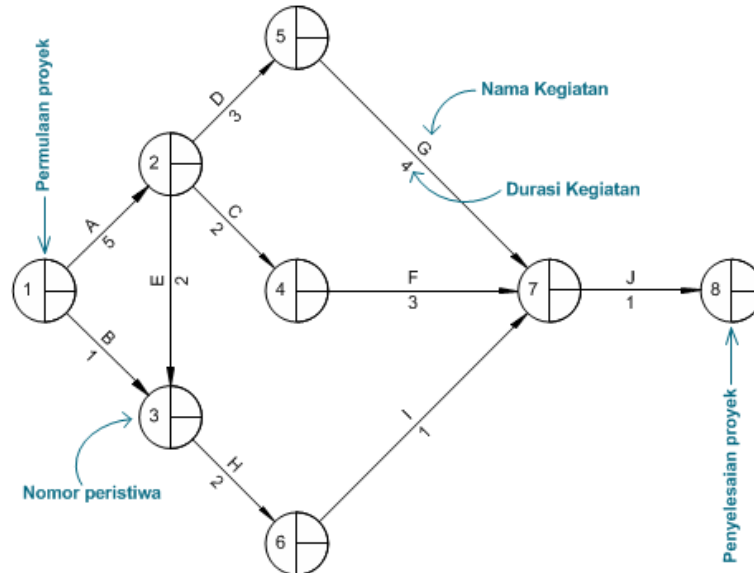 5
Permulaan proyek
D
3
Nama Kegiatan
G
4
2
Durasi Kegiatan
A
5
C
2
E
2
1
4
F
3
7
J
1
8
B
1
3
I
1
H
2
Nomor peristiwa
6
Penyelesaian proyek